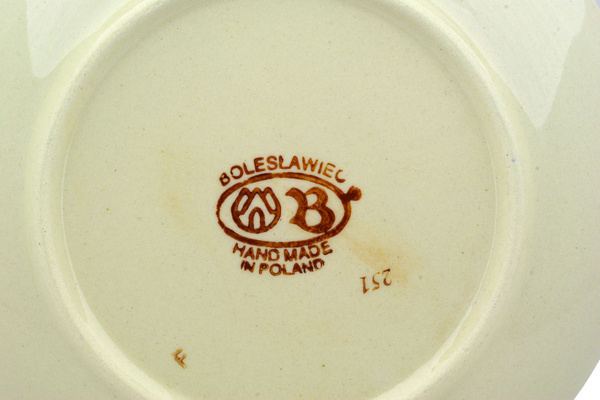 BOLESŁAWIEC
B
HAND MADE
IN POLAND
251
F